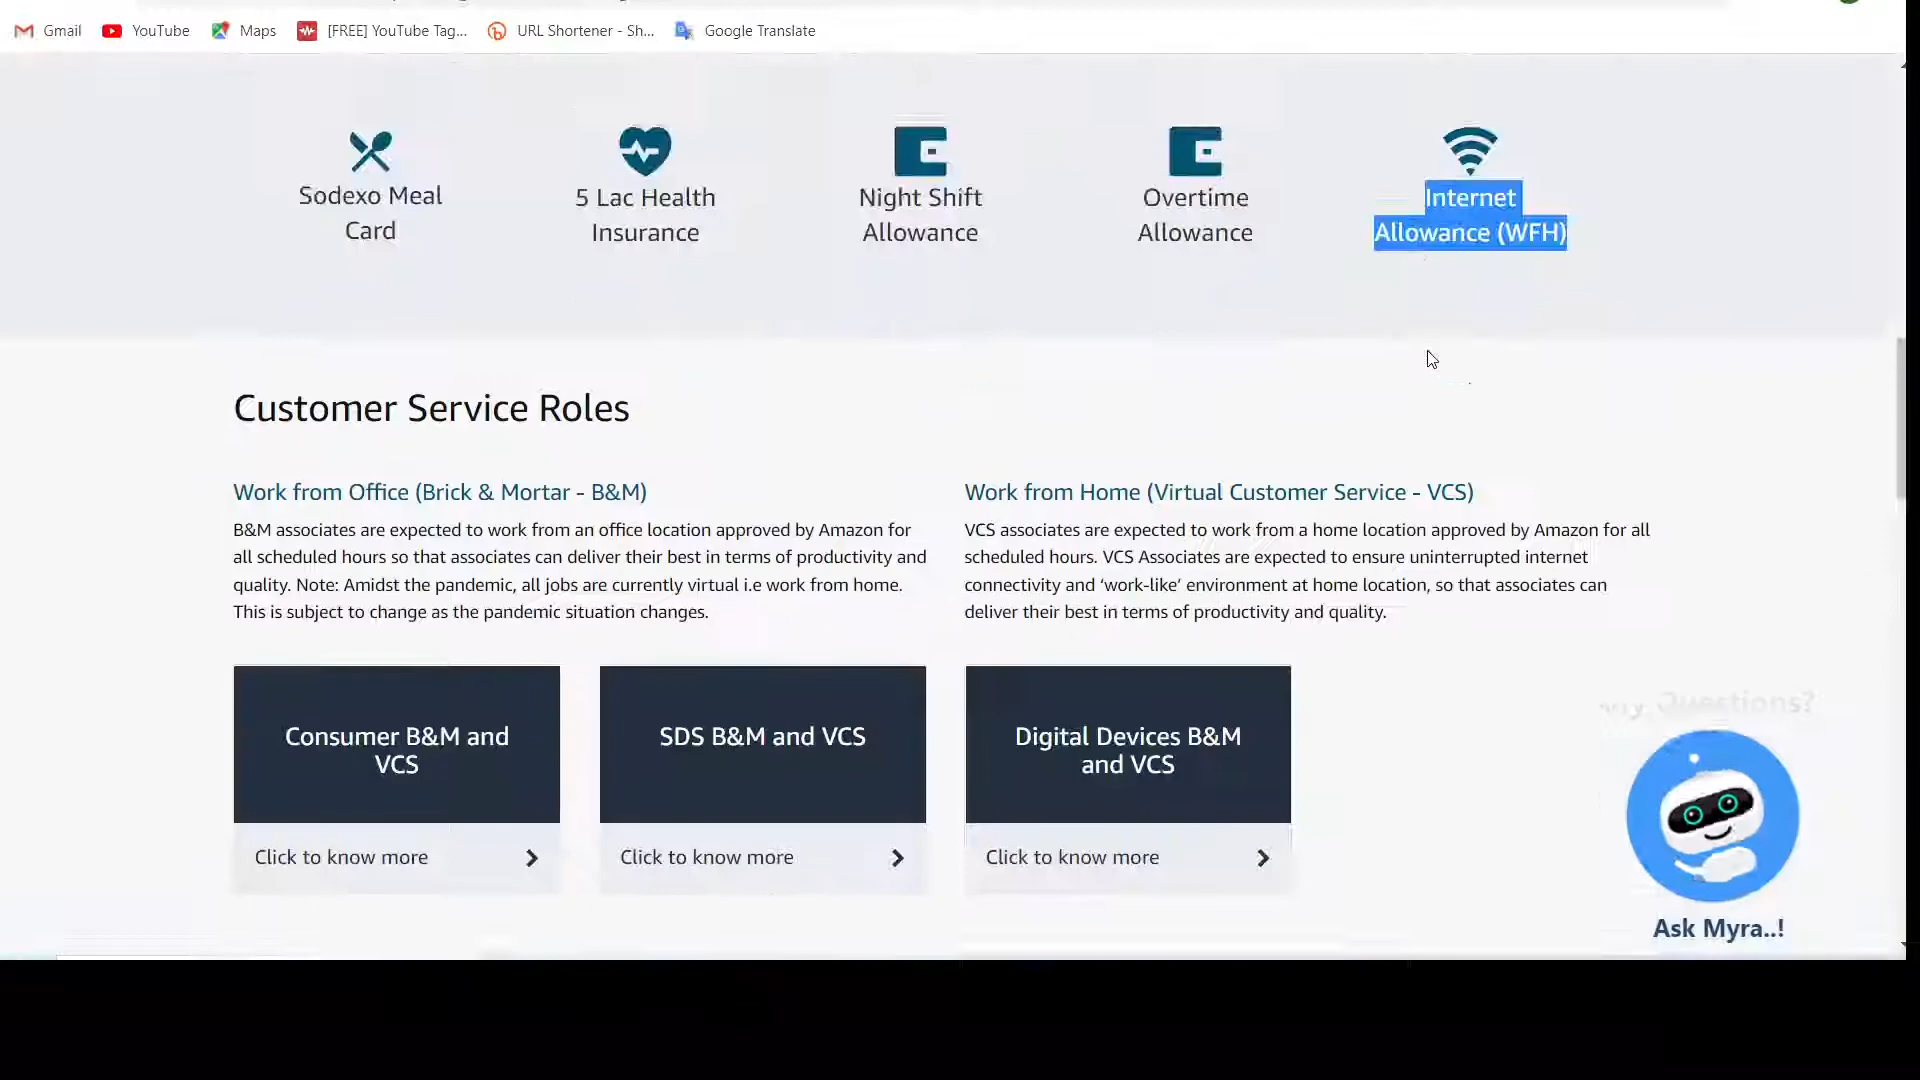 Gmail YouTube Maps [FREE] YouTube Tag... URL Shortener - Sh... Google Translate
Sodexo Meal
Card
5 Lac Health
Insurance
Night Shift
Allowance
Overtime
Allowance
Internet
Allowance (WFH)
Customer Service Roles
Work from Office (Brick & Mortar - B&M)
B&M associates are expected to work from an office location approved by Amazon for
all scheduled hours so that associates can deliver their best in terms of productivity and
quality. Note: Amidst the pandemic, all jobs are currently virtual i.e work from home.
This is subject to change as the pandemic situation changes.
Work from Home (Virtual Customer Service - VCS)
VCS associates are expected to work from a home location approved by Amazon for all
scheduled hours. VCS Associates are expected to ensure uninterrupted internet
connectivity and ‘work-like’ environment at home location, so that associates can
deliver their best in terms of productivity and quality.
Consumer B&M and
VCS
Click to know more
SDS B&M and VCS
Click to know more
Digital Devices B&M
and VCS
Click to know more
Questions?
Ask Myra..!